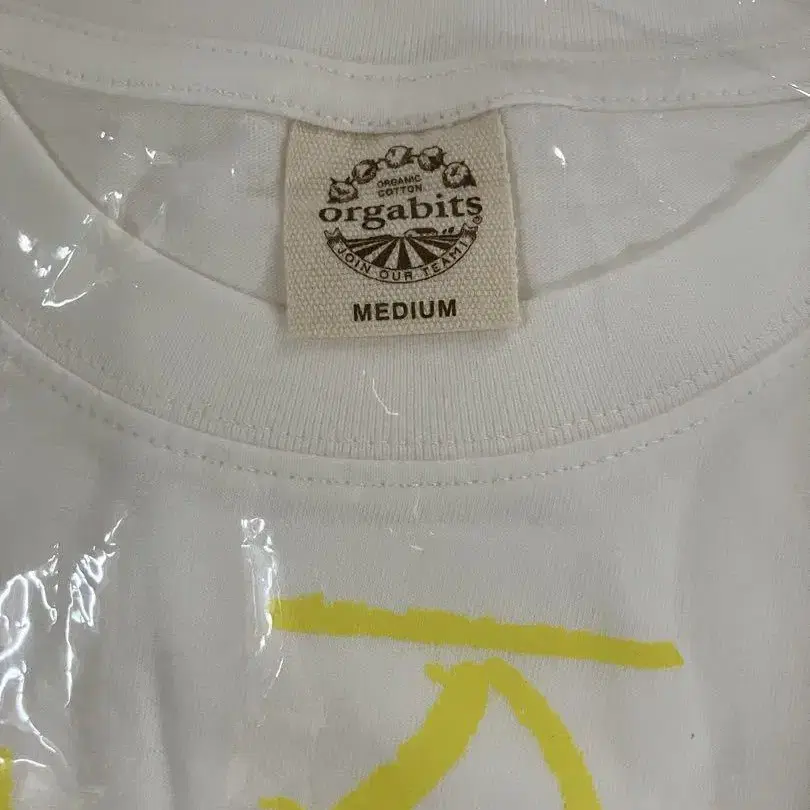 ORGANIC
COTTON
orgabits
JOIN OUR TEAM!
MEDIUM